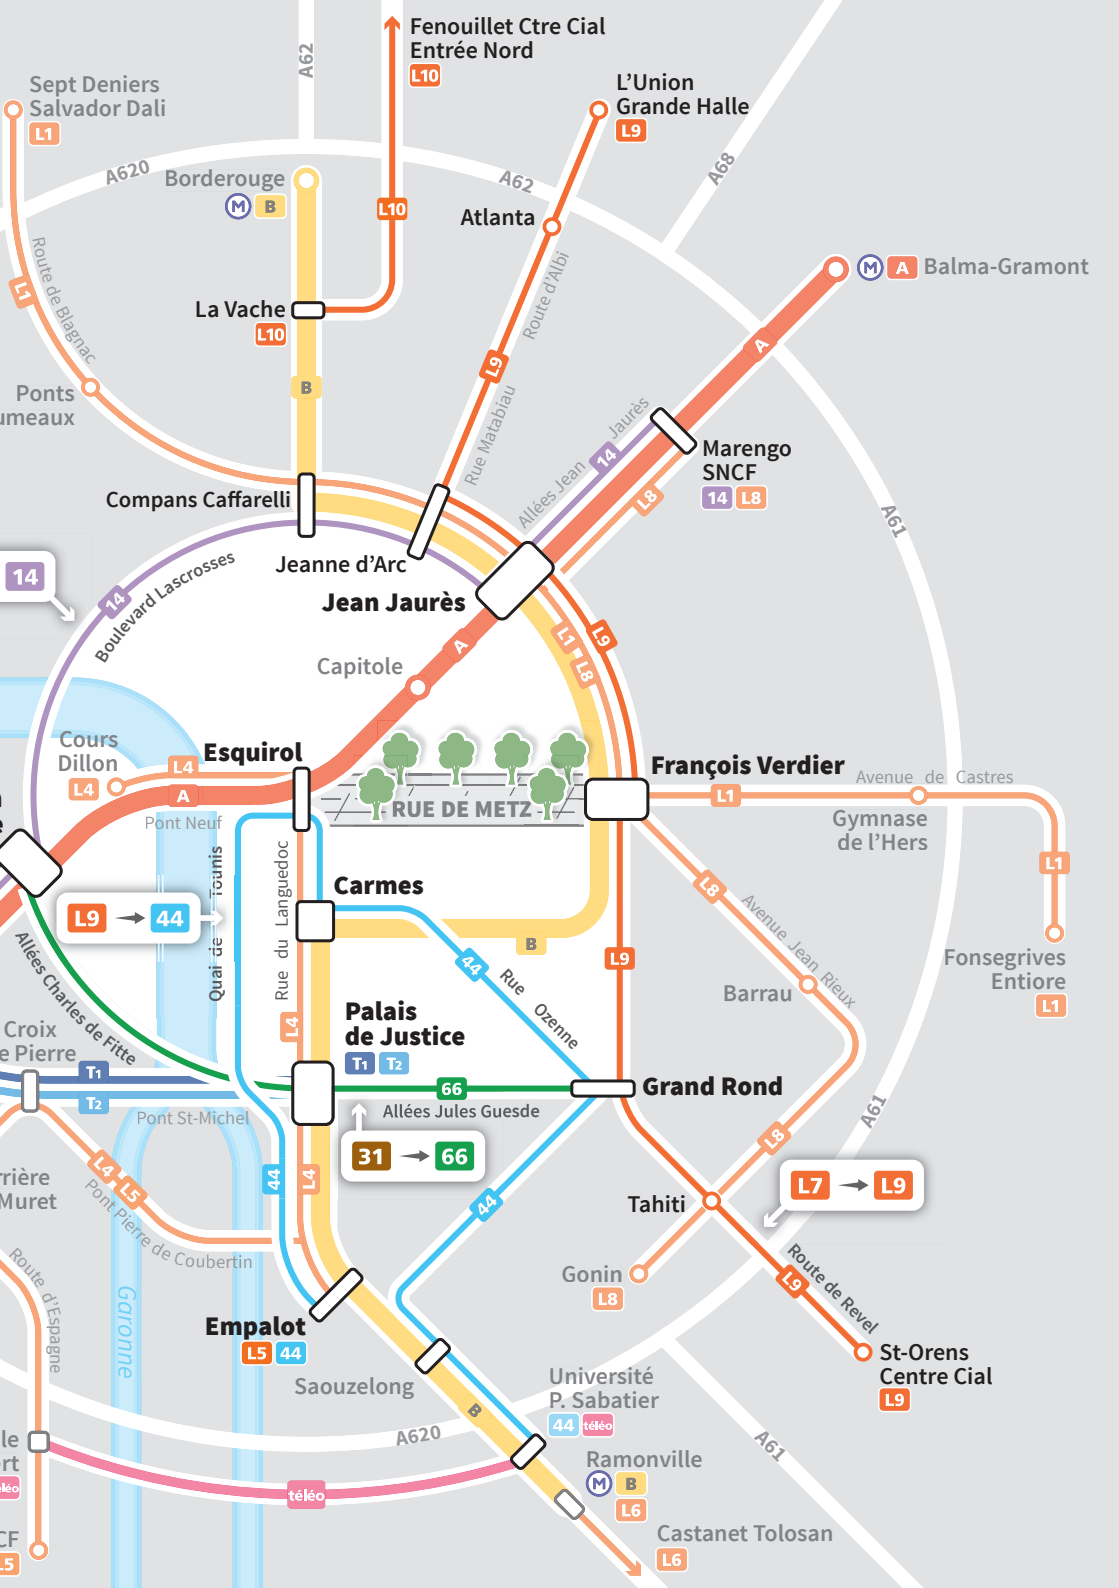 Fenouillet Ctre Cial
Entrée Nord
L10
A62
Sept Deniers
Salvador Dali
L1
L'Union
Grande Halle
L9
A620
Borderouge
M B
A62
A68
L10
Atlanta
Route d'Albi
M A Balma-Gramont
Route de Blagnac
L1
La Vache
L10
A
L9
B
Ponts
Rue Matabiau
Allées Jean Jaurès
14
Marengo
SNCF
14 L8
L8
Compans Caffarelli
A61
Jeanne d'Arc
14
14
Boulevard Lascrosses
Jean Jaurès
A
L1
L8
L9
Capitole
Cours
Dillon
L4
L4
Esquirol
A
Pont Neuf
RUE DE METZ
François Verdier
L1
Avenue de Castres
Gymnase
de l'Hers
L1
Quai de Tounis
Rue du Languedoc
Carmes
L8
Avenue Jean Rieux
L9 44
B
44
Rue Ozenne
L9
Fonsegrives
Entiore
L1
Barrau
Allées Charles de Fitte
L4
Palais
de Justice
T1 T2
Croix
e Pierre
T1
T2
66
Grand Rond
Pont St-Michel
Allées Jules Guesde
A61
31 66
L8
rrière
Muret
L4
L5
Pont Pierre de Coubertin
44
L4
44
L7 L9
Tahiti
Route d'Espagne
Garonne
Gonin
L8
L9
Route de Revel
Empalot
L5 44
St-Orens
Centre Cial
L9
Saouzelong
Université
P. Sabatier
44 téléo
B
A620
A61
le
rt
téléo
Ramonville
M B
L6
CF
L5
Castanet Tolosan
L6